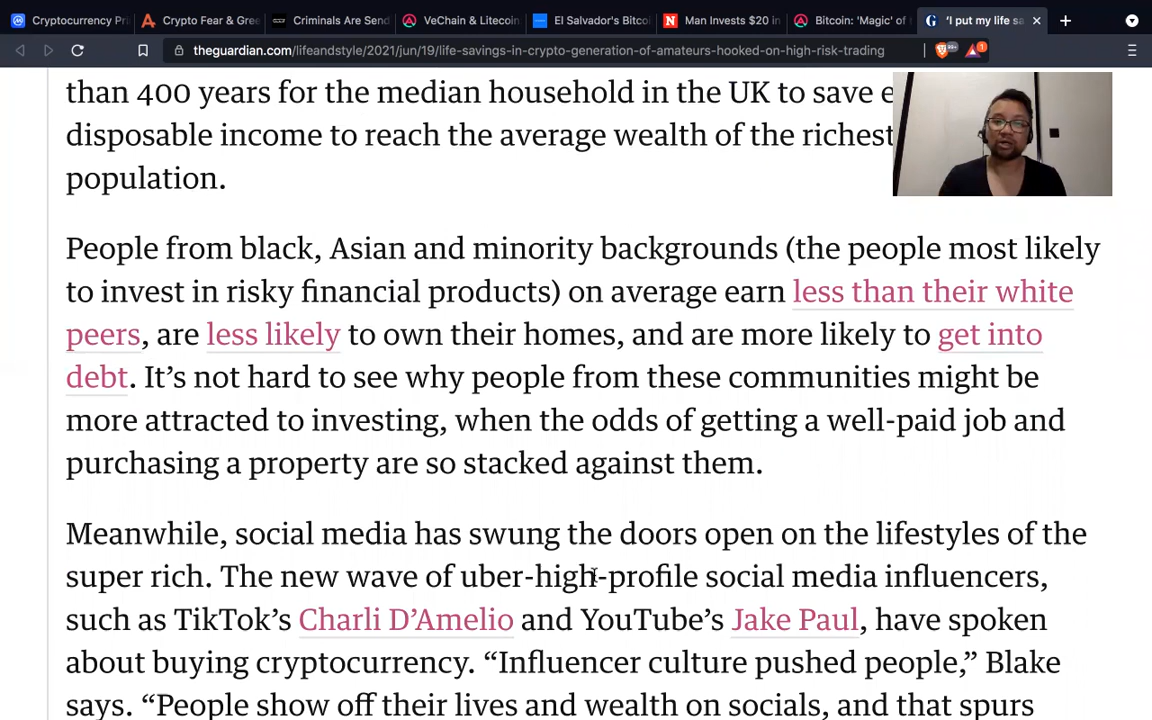 Cryptocurrency Pri
Crypto Fear & Gre
Criminals Are Send
VeChain & Litecoin
El Salvador's Bitco
Man Invests $20 in
Bitcoin: 'Magic' of
'I put my life sa
theguardian.com/lifeandstyle/2021/jun/19/life-savings-in-crypto-generation-of-amateurs-hooked-on-high-risk-trading
99+
1
than 400 years for the median household in the UK to save e
disposable income to reach the average wealth of the richest
population.
People from black, Asian and minority backgrounds (the people most likely
to invest in risky financial products) on average earn less than their white
peers, are less likely to own their homes, and are more likely to get into
debt. It's not hard to see why people from these communities might be
more attracted to investing, when the odds of getting a well-paid job and
purchasing a property are so stacked against them.
Meanwhile, social media has swung the doors open on the lifestyles of the
super rich. The new wave of uber-high-profile social media influencers,
such as TikTok's Charli D'Amelio and YouTube's Jake Paul, have spoken
about buying cryptocurrency. “Influencer culture pushed people,” Blake
says. “People show off their lives and wealth on socials, and that spurs